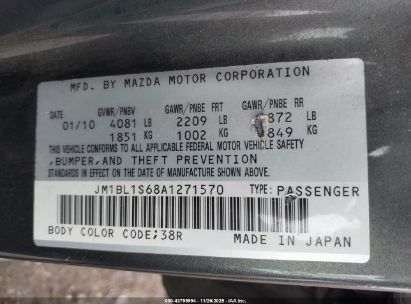 MFD. BY MAZDA MOTOR CORPORATION
GVWR/PNBV GAWR/PNBE FRT GAWR/PNBE RR
01/10 4081 LB 2209 LB 872 LB
1851 KG 1002 KG 849 KG
THIS VEHICLE CONFORMS TO ALL APPLICABLE FEDERAL MOTOR VEHICLE SAFETY,
BUMPER, AND THEFT PREVENTION
STANDARDS IN EFFECT ON THE DATE OF MANUFACTURE SHOWN ABOVE.
JM1BL1S68A1271570 TYPE: PASSENGER
BODY COLOR CODE;38R MADE IN JAPAN